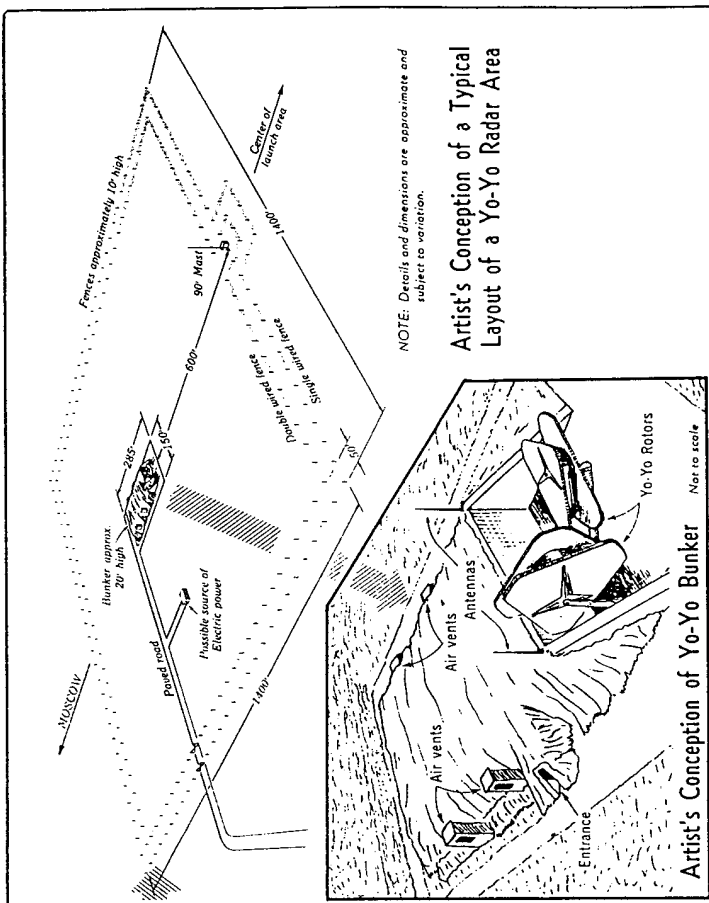 MOSCOW
Fences approximately 10' high
Center of
launch area
90' Mast
1400'
600'
Double wired fence
Single wired fence
50'
285'
150'
Bunker approx.
20' high
Possible source of
Electric power
Paved road
1400'
NOTE: Details and dimensions are approximate and
subject to variation.
Artist's Conception of a Typical
Layout of a Yo-Yo Radar Area
Air vents
Air vents
Antennas
Entrance
Yo-Yo Rotors
Not to scale
Artist's Conception of Yo-Yo Bunker